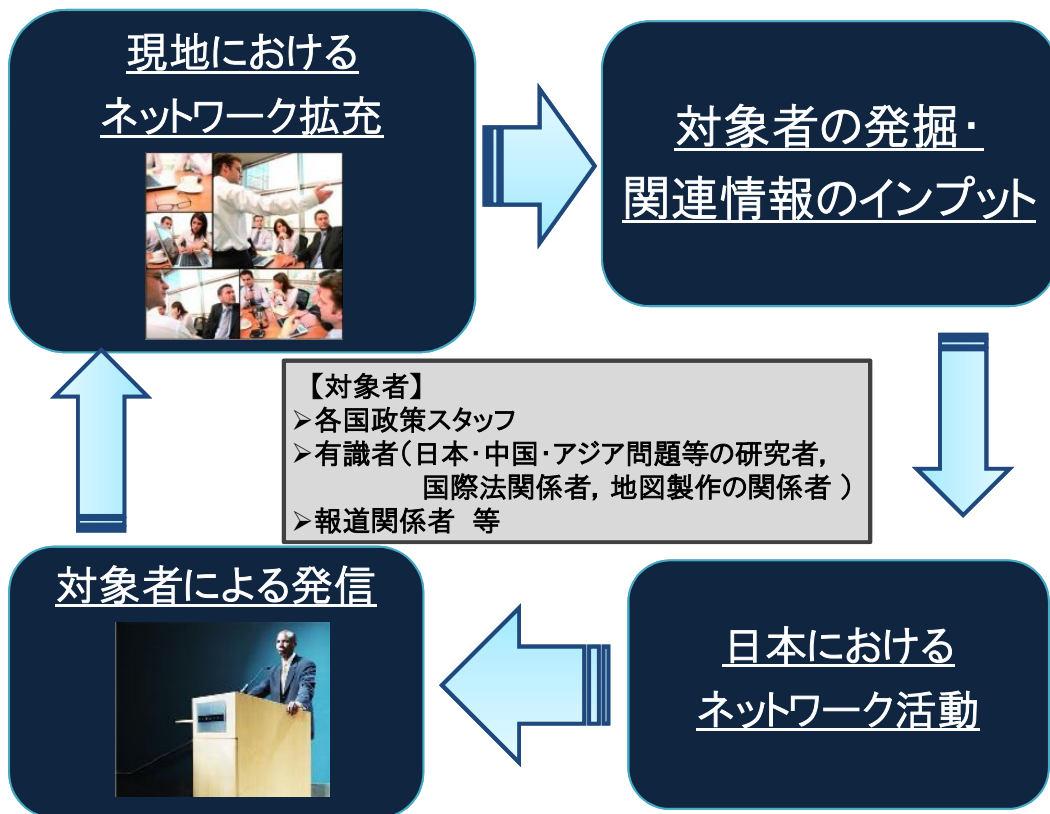 現地における
ネットワーク拡充
対象者の発掘・
関連情報のインプット
【対象者】
➢各国政策スタッフ
➢有識者（日本・中国・アジア問題等の研究者，
国際法関係者，地図製作の関係者 ）
➢報道関係者 等
対象者による発信
日本における
ネットワーク活動